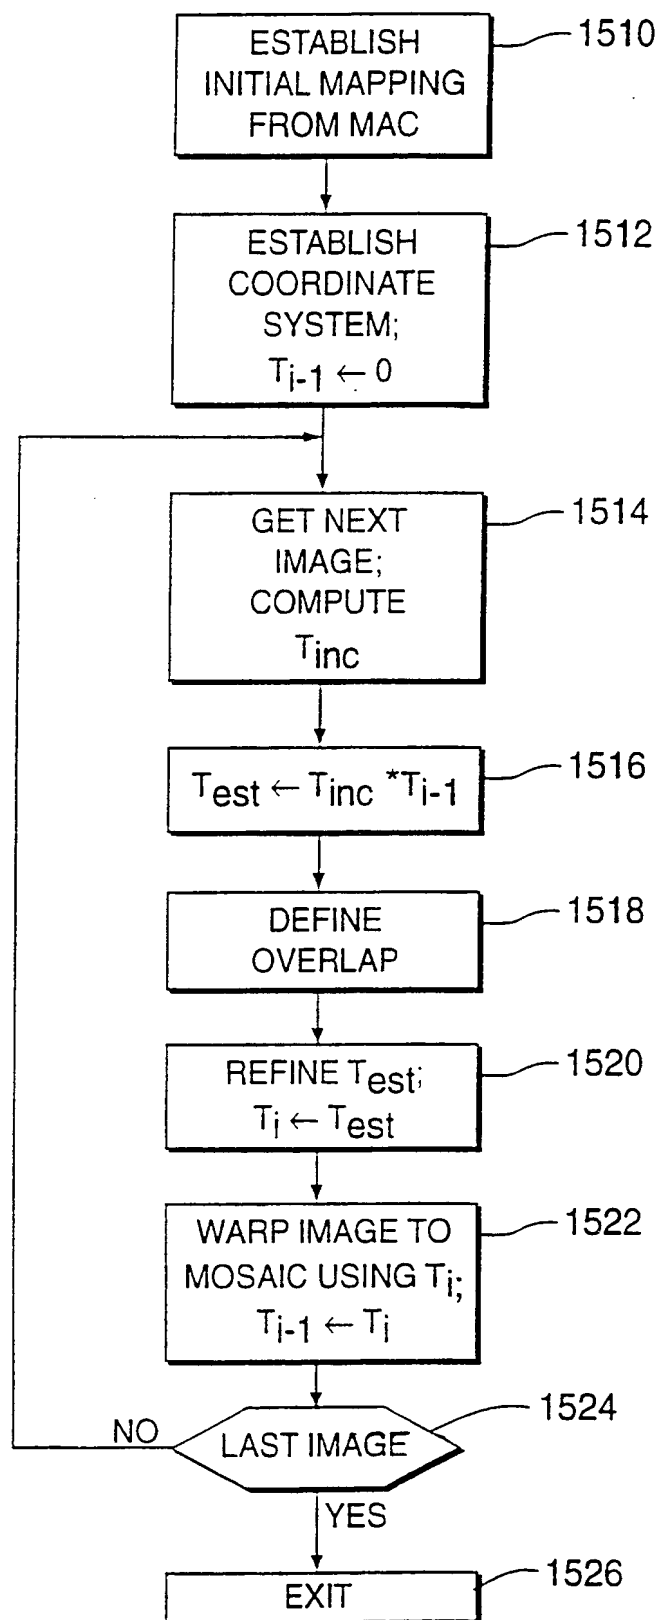 ESTABLISH
INITIAL MAPPING
FROM MAC
1510
ESTABLISH
COORDINATE
SYSTEM;
Ti-1 ← 0
1512
GET NEXT
IMAGE;
COMPUTE
Tinc
1514
Test ← Tinc *Ti-1
1516
DEFINE
OVERLAP
1518
REFINE Test;
Ti ← Test
1520
WARP IMAGE TO
MOSAIC USING Ti;
Ti-1 ← Ti
1522
NO
LAST IMAGE
1524
YES
EXIT
1526